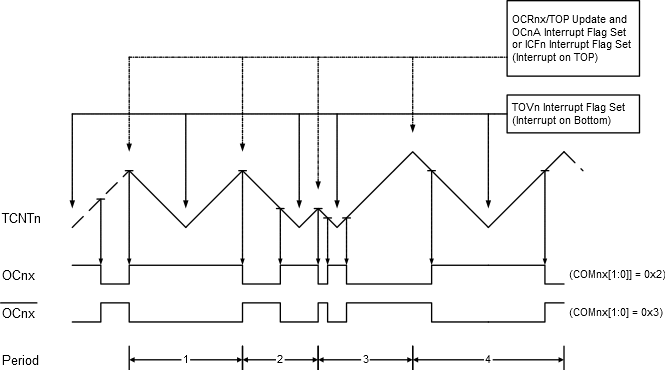 OCRnx/TOP Update and
OCnA Interrupt Flag Set
or ICFn Interrupt Flag Set
(Interrupt on TOP)
TOVn Interrupt Flag Set
(Interrupt on Bottom)
TCNTn
OCnx
(COMnx[1:0]] = 0x2)
OCnx
(COMnx[1:0] = 0x3)
Period
1
2
3
4